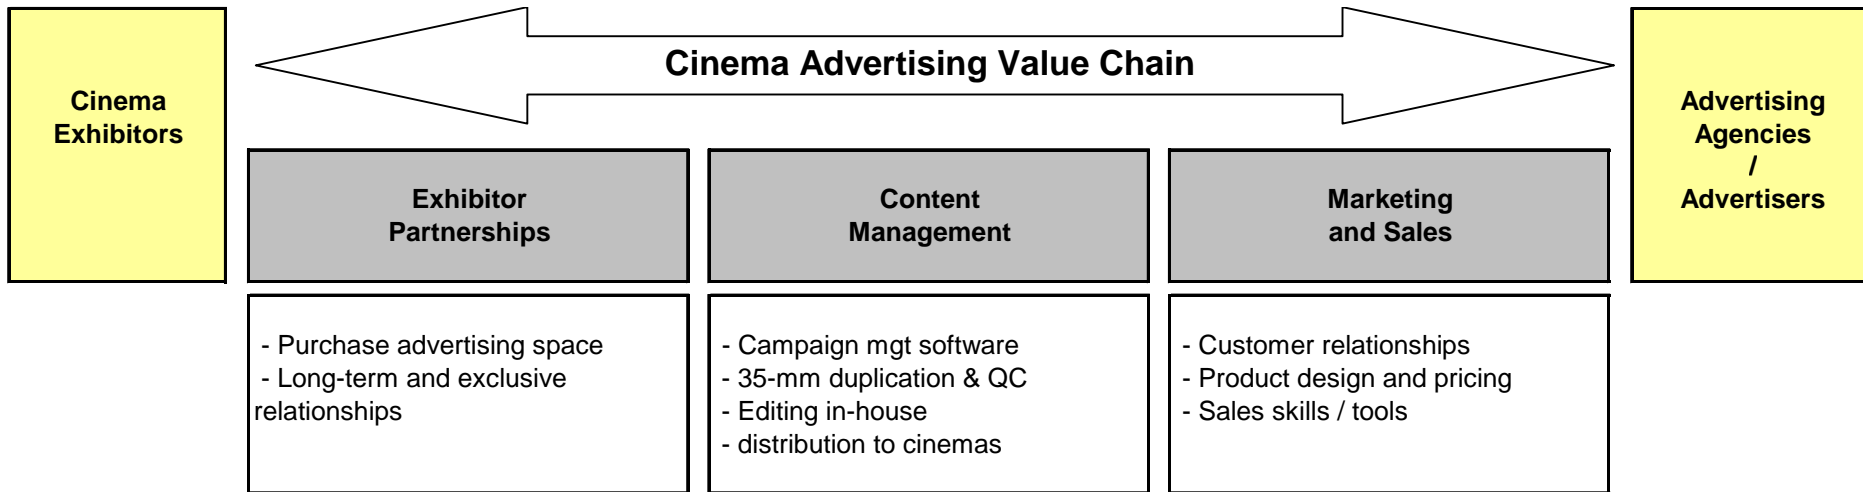 Cinema Advertising Value Chain
Cinema
Exhibitors
Advertising
Agencies
/
Advertisers
Exhibitor
Partnerships
Content
Management
Marketing
and Sales
- Purchase advertising space
- Long-term and exclusive
relationships
- Campaign mgt software
- 35-mm duplication & QC
- Editing in-house
- distribution to cinemas
- Customer relationships
- Product design and pricing
- Sales skills / tools